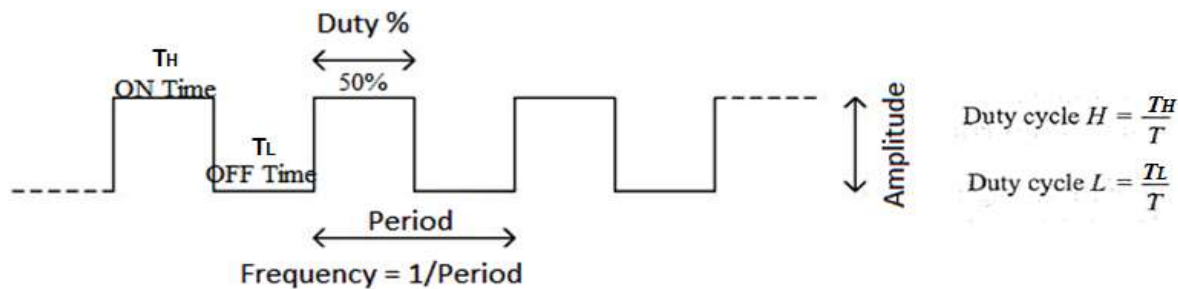 Duty %
TH
ON Time
50%
TL
OFF Time
Period
Frequency = 1/Period
Amplitude
Duty cycle H = TH/T
Duty cycle L = TL/T